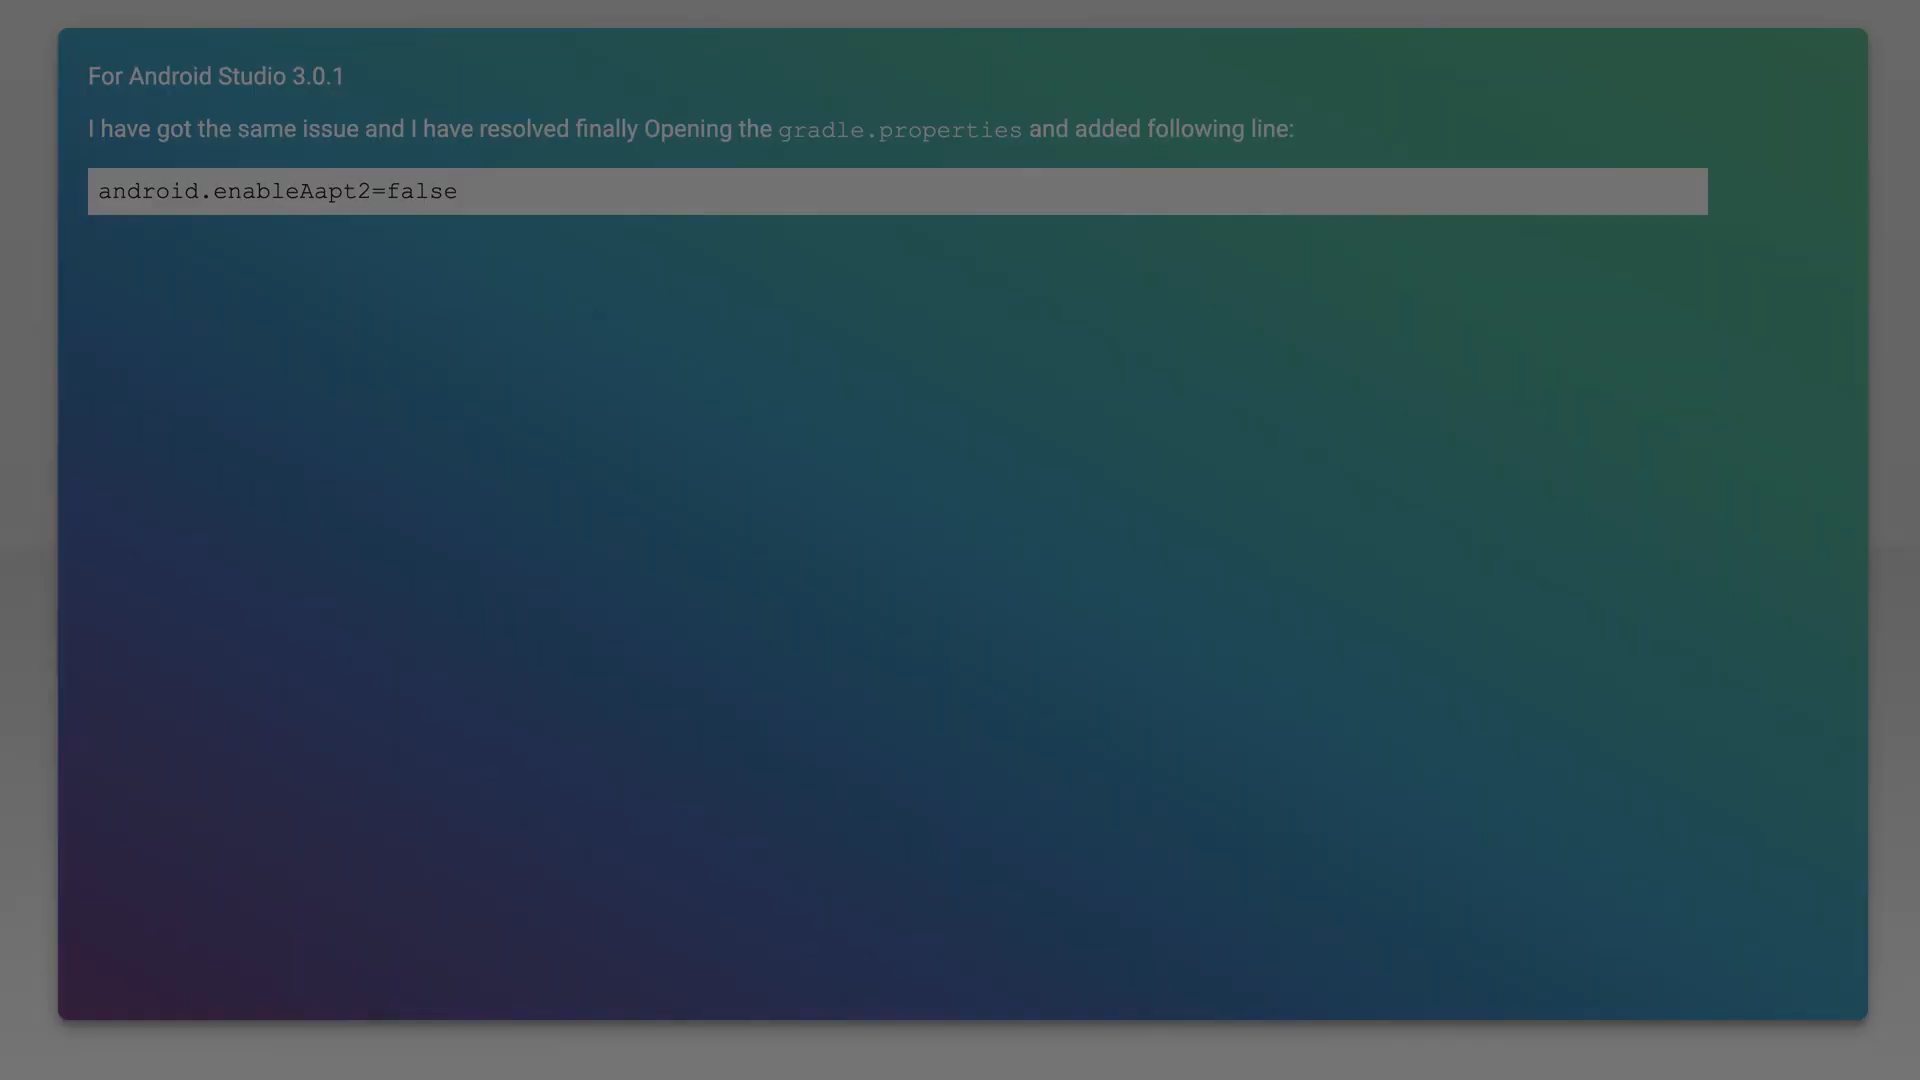 For Android Studio 3.0.1
I have got the same issue and I have resolved finally Opening the gradle.properties and added following line:
android.enableAapt2=false